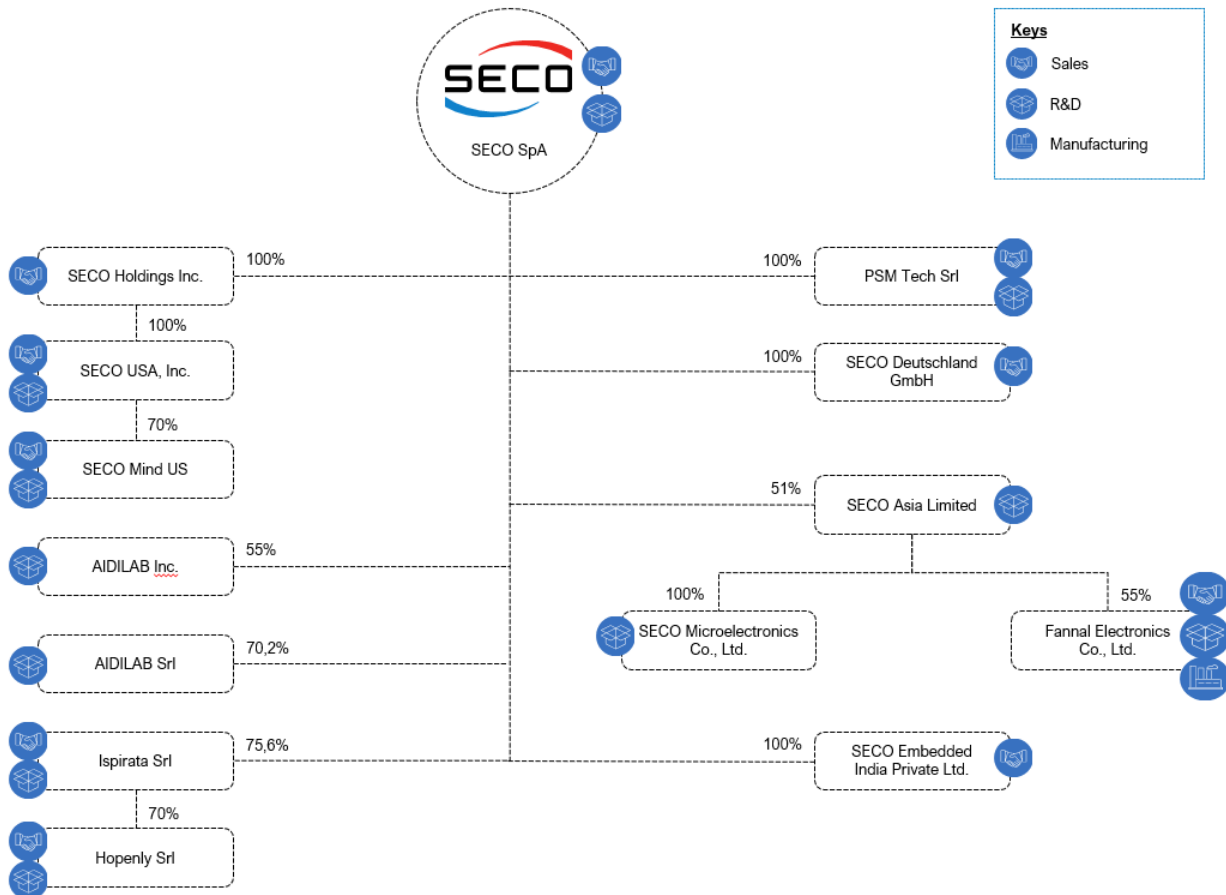 SECO
SECO SpA
Keys
Sales
R&D
Manufacturing
SECO Holdings Inc.
100%
100%
PSM Tech Srl
100%
SECO USA, Inc.
100%
SECO Deutschland
GmbH
70%
SECO Mind US
51%
SECO Asia Limited
AIDILAB Inc.
55%
100%
SECO Microelectronics
Co., Ltd.
55%
Fannal Electronics
Co., Ltd.
AIDILAB Srl
70,2%
Ispirata Srl
75,6%
100%
SECO Embedded
India Private Ltd.
70%
Hopenly Srl